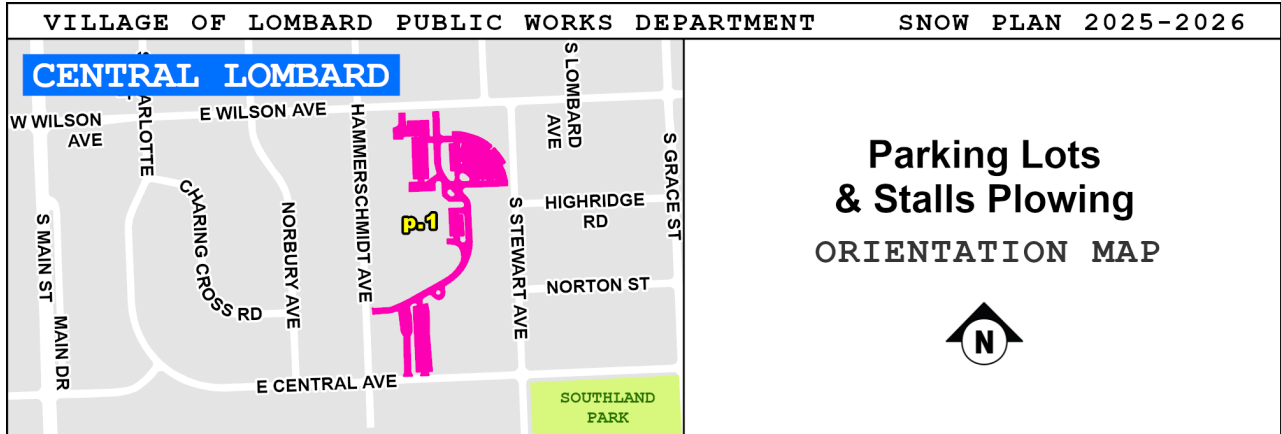 VILLAGE OF LOMBARD PUBLIC WORKS DEPARTMENT SNOW PLAN 2025-2026
CENTRAL LOMBARD
S LOMBARD
AVE
E WILSON AVE
W WILSON
AVE
HAMMERSCHMIDT AVE
S GRACE ST
Parking Lots
& Stalls Plowing
ORIENTATION MAP
N
CHARING CROSS RD
NORBURY AVE
S MAIN ST
p.1
S STEWART AVE
HIGHRIDGE
RD
NORTON ST
MAIN DR
E CENTRAL AVE
SOUTHLAND
PARK